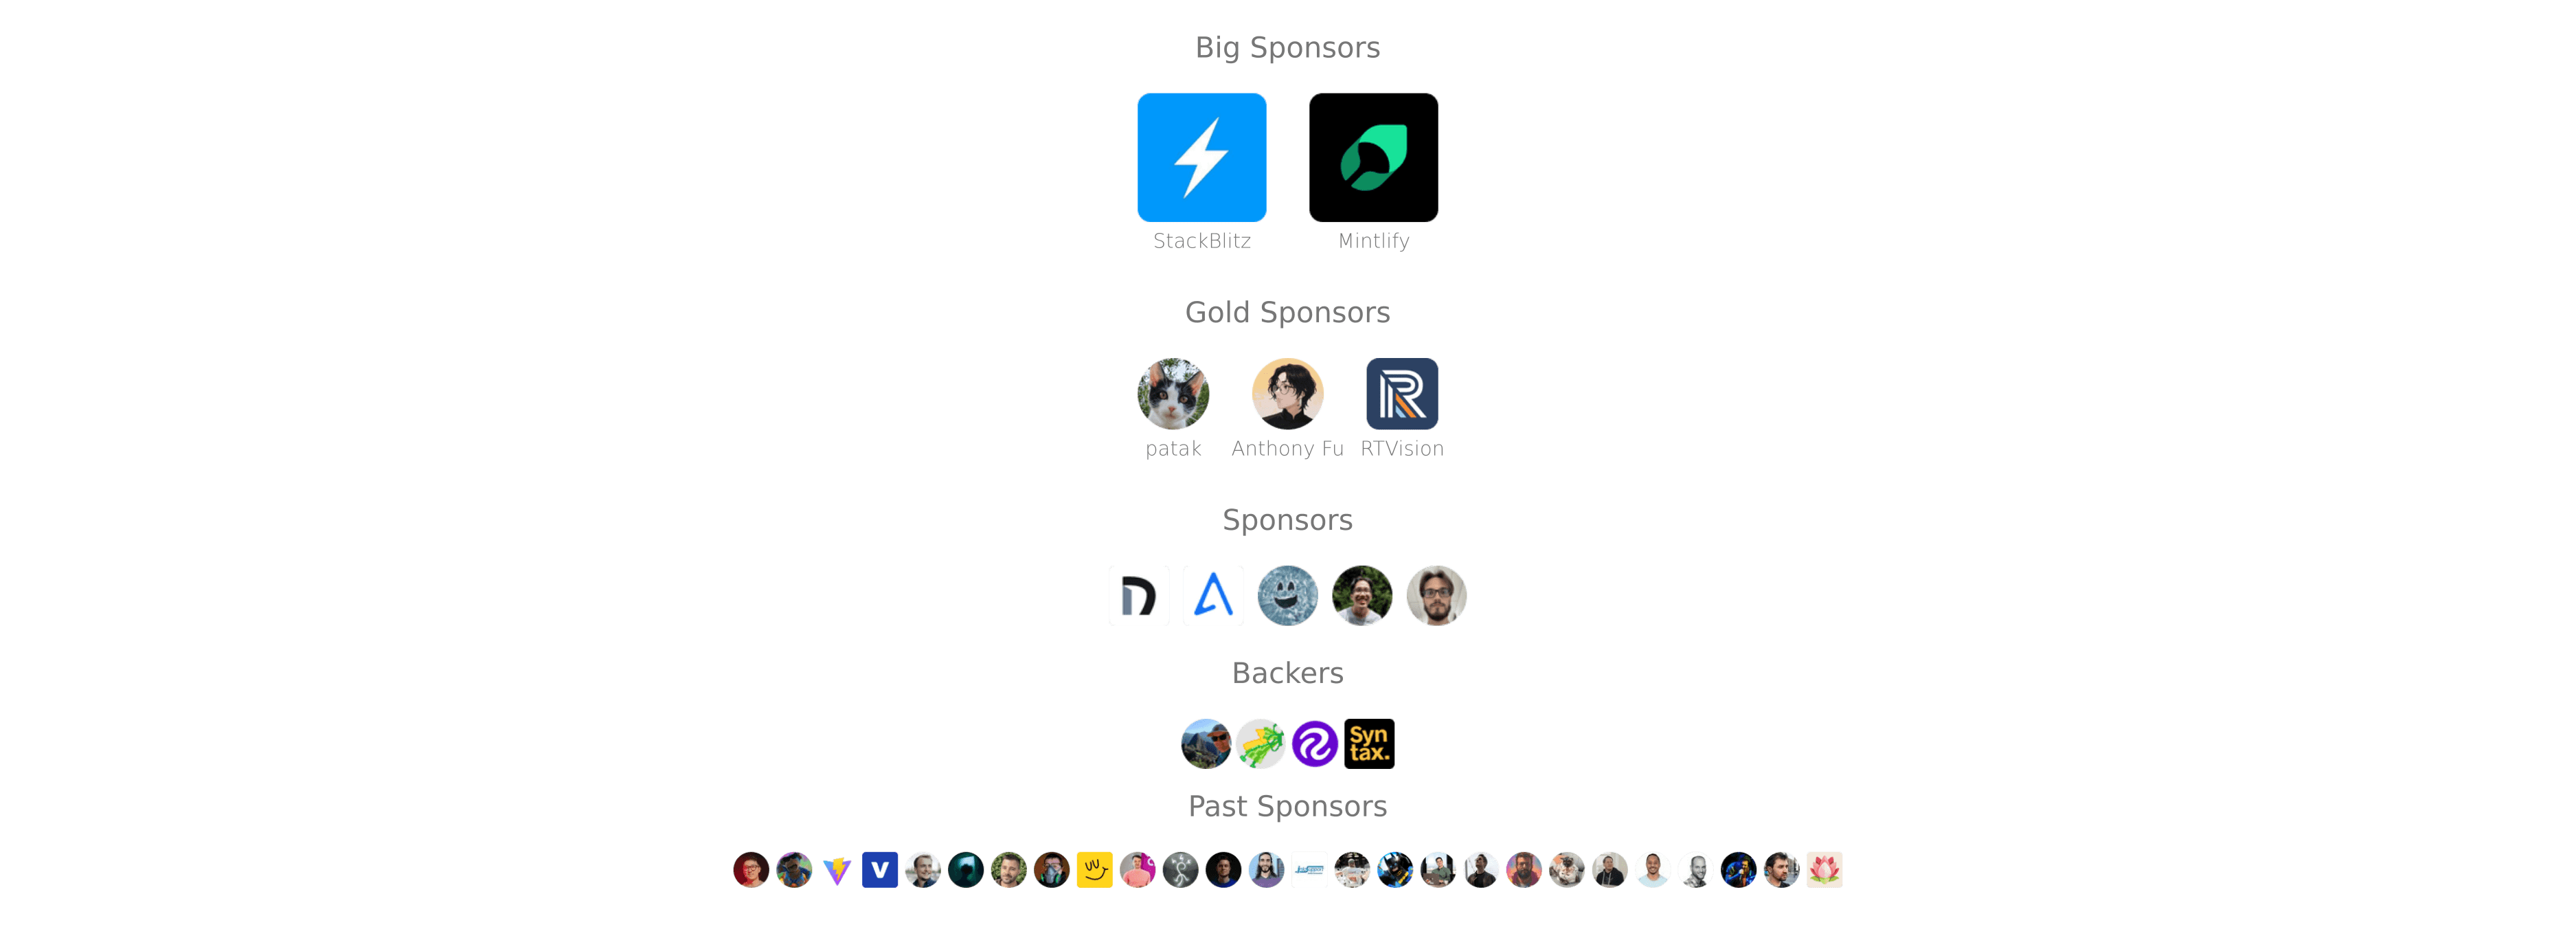 Big Sponsors
StackBlitz Mintlify
Gold Sponsors
patak Anthony Fu RTVision
Sponsors
Backers
Syn
tax.
Past Sponsors
V